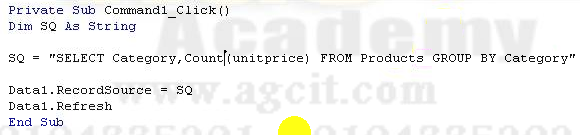 Private Sub Command1_Click()
Dim SQ As String
SQ = "SELECT Category,Count(unitprice) FROM Products GROUP BY Category"
Data1.RecordSource = SQ
Data1.Refresh
End Sub
Academy
www.agcit.com